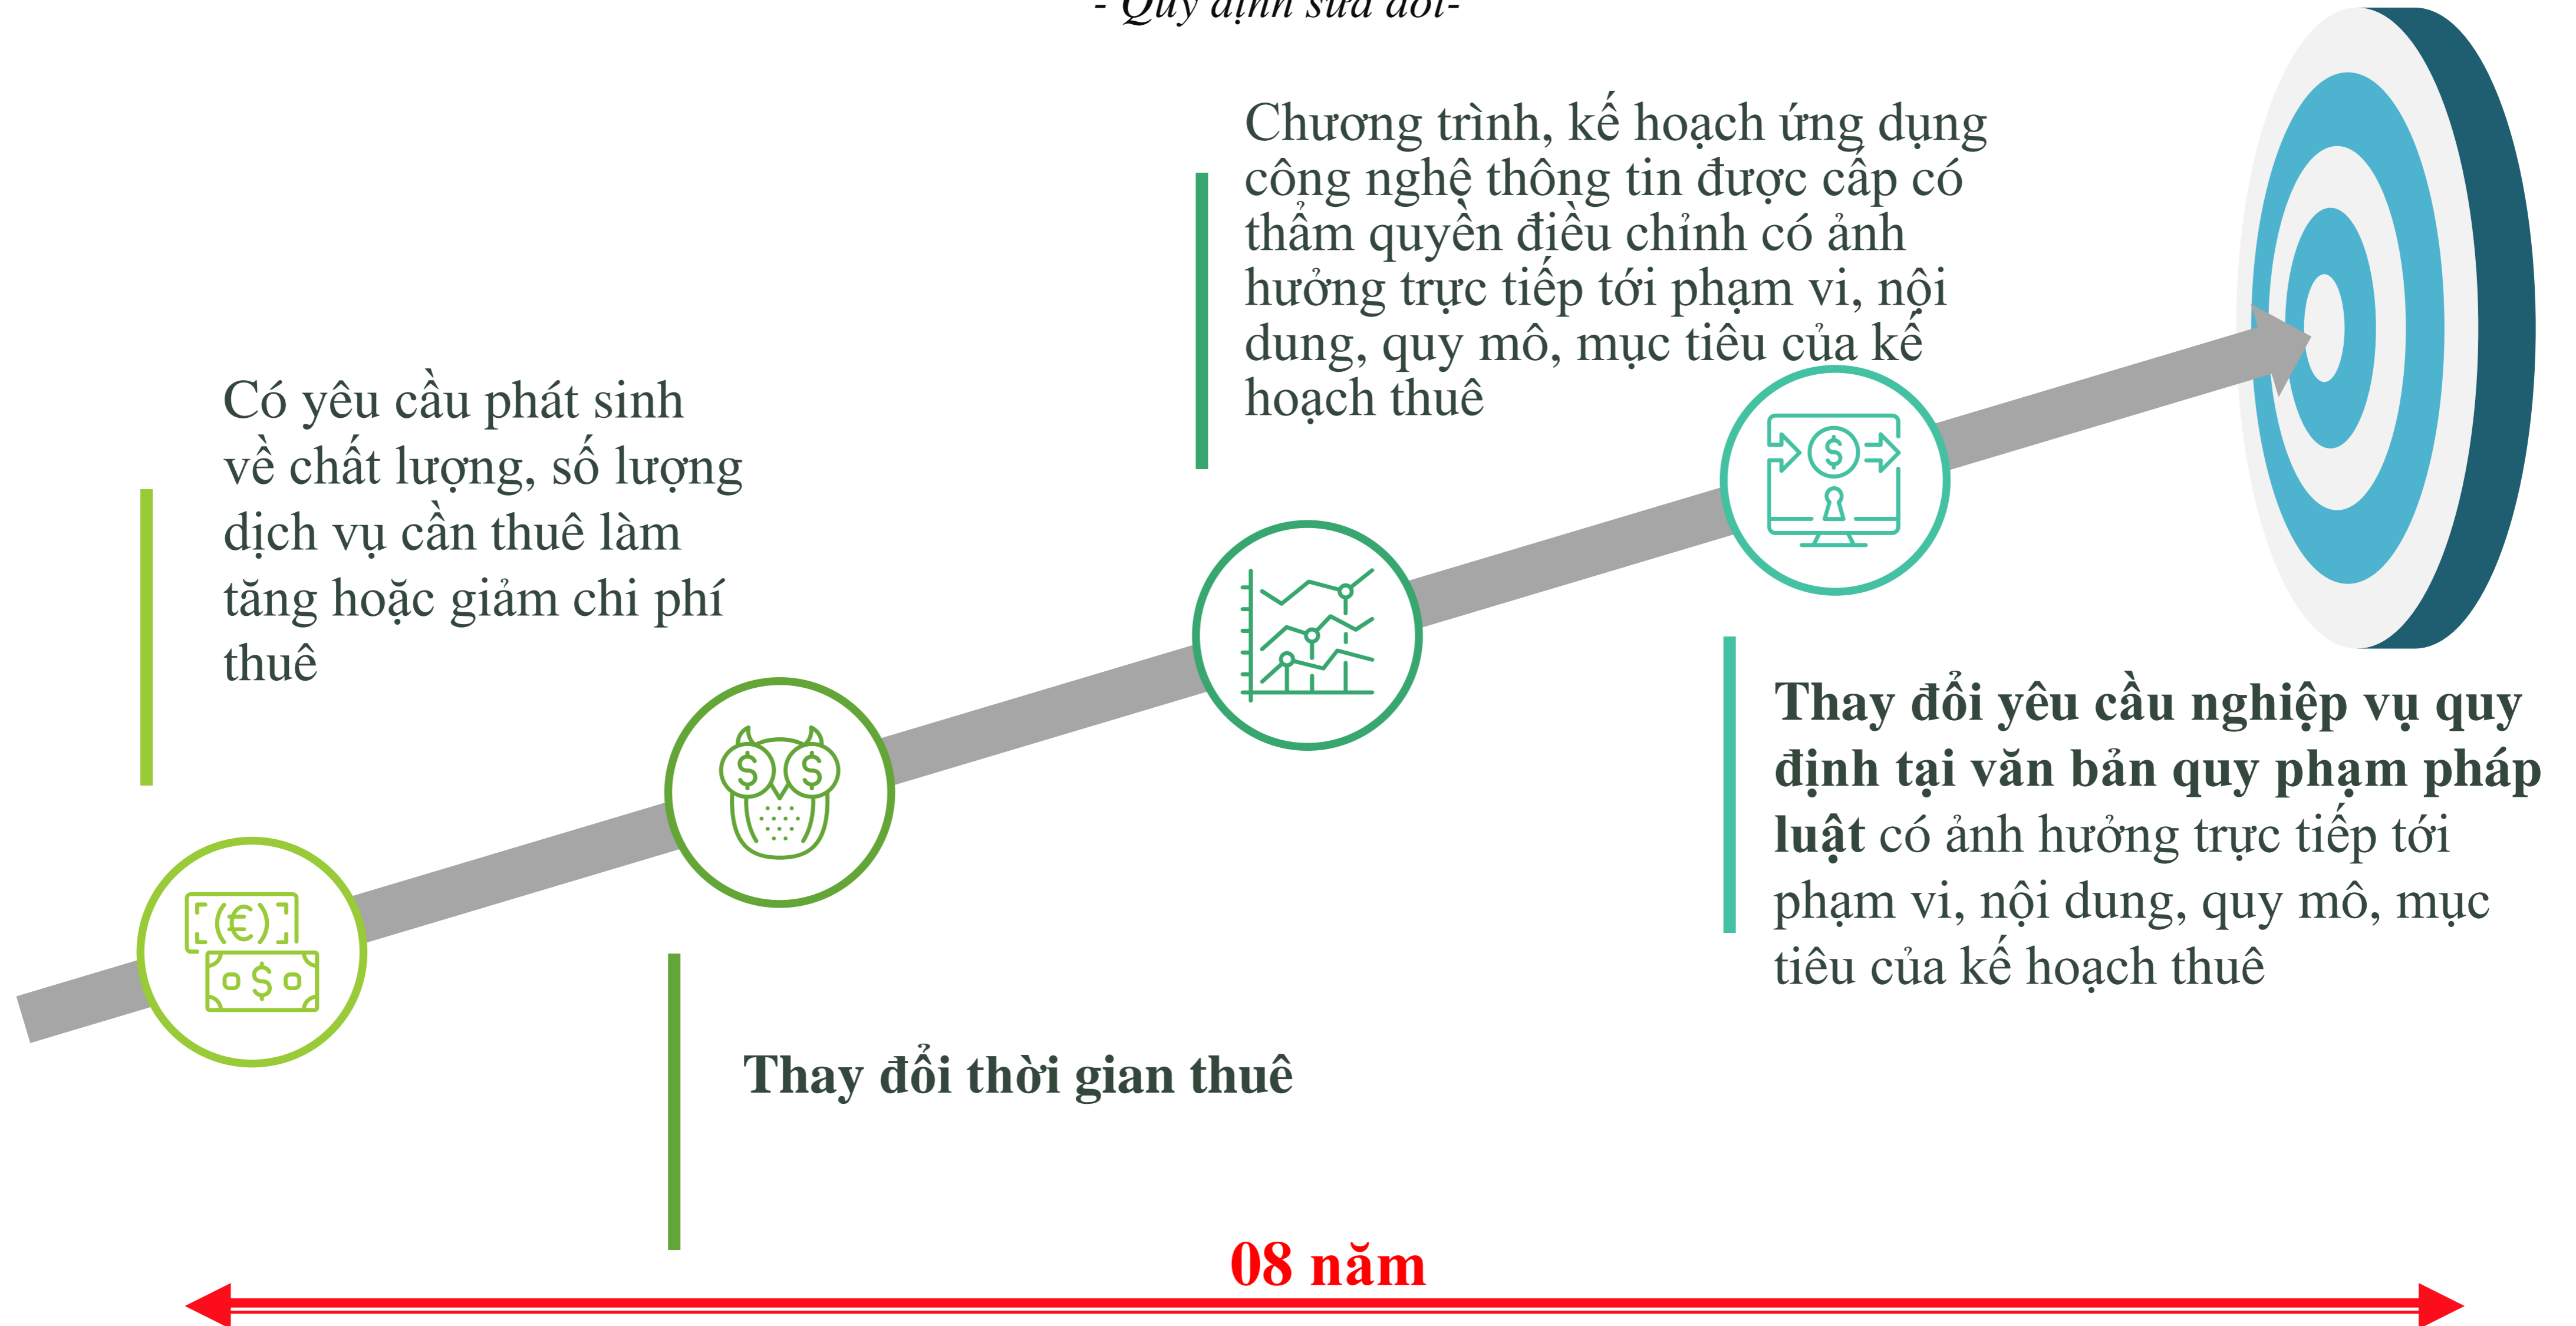 - Quy định sửa đổi-
Chương trình, kế hoạch ứng dụng
công nghệ thông tin được cấp có
thẩm quyền điều chỉnh có ảnh
hưởng trực tiếp tới phạm vi, nội
dung, quy mô, mục tiêu của kế
hoạch thuê
Có yêu cầu phát sinh
về chất lượng, số lượng
dịch vụ cần thuê làm
tăng hoặc giảm chi phí
thuê
Thay đổi yêu cầu nghiệp vụ quy
định tại văn bản quy phạm pháp
luật có ảnh hưởng trực tiếp tới
phạm vi, nội dung, quy mô, mục
tiêu của kế hoạch thuê
Thay đổi thời gian thuê
08 năm